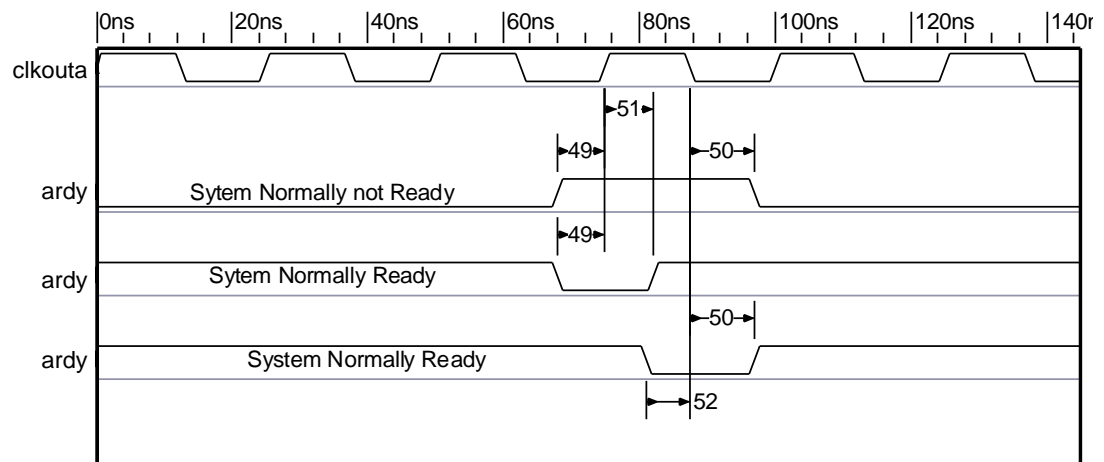 0ns 20ns 40ns 60ns 80ns 100ns 120ns 140n
clkouta
51
49 50
ardy Sytem Normally not Ready
49
ardy Sytem Normally Ready
50
ardy System Normally Ready
52